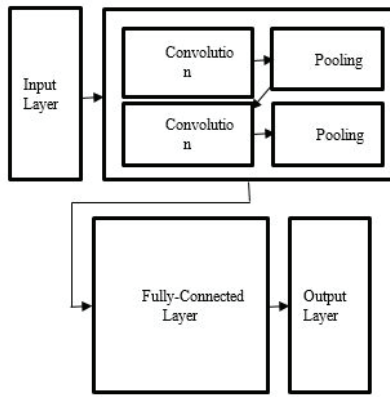 Input
Layer
Convolutio
n
Pooling
Convolutio
n
Pooling
Fully-Connected
Layer
Output
Layer